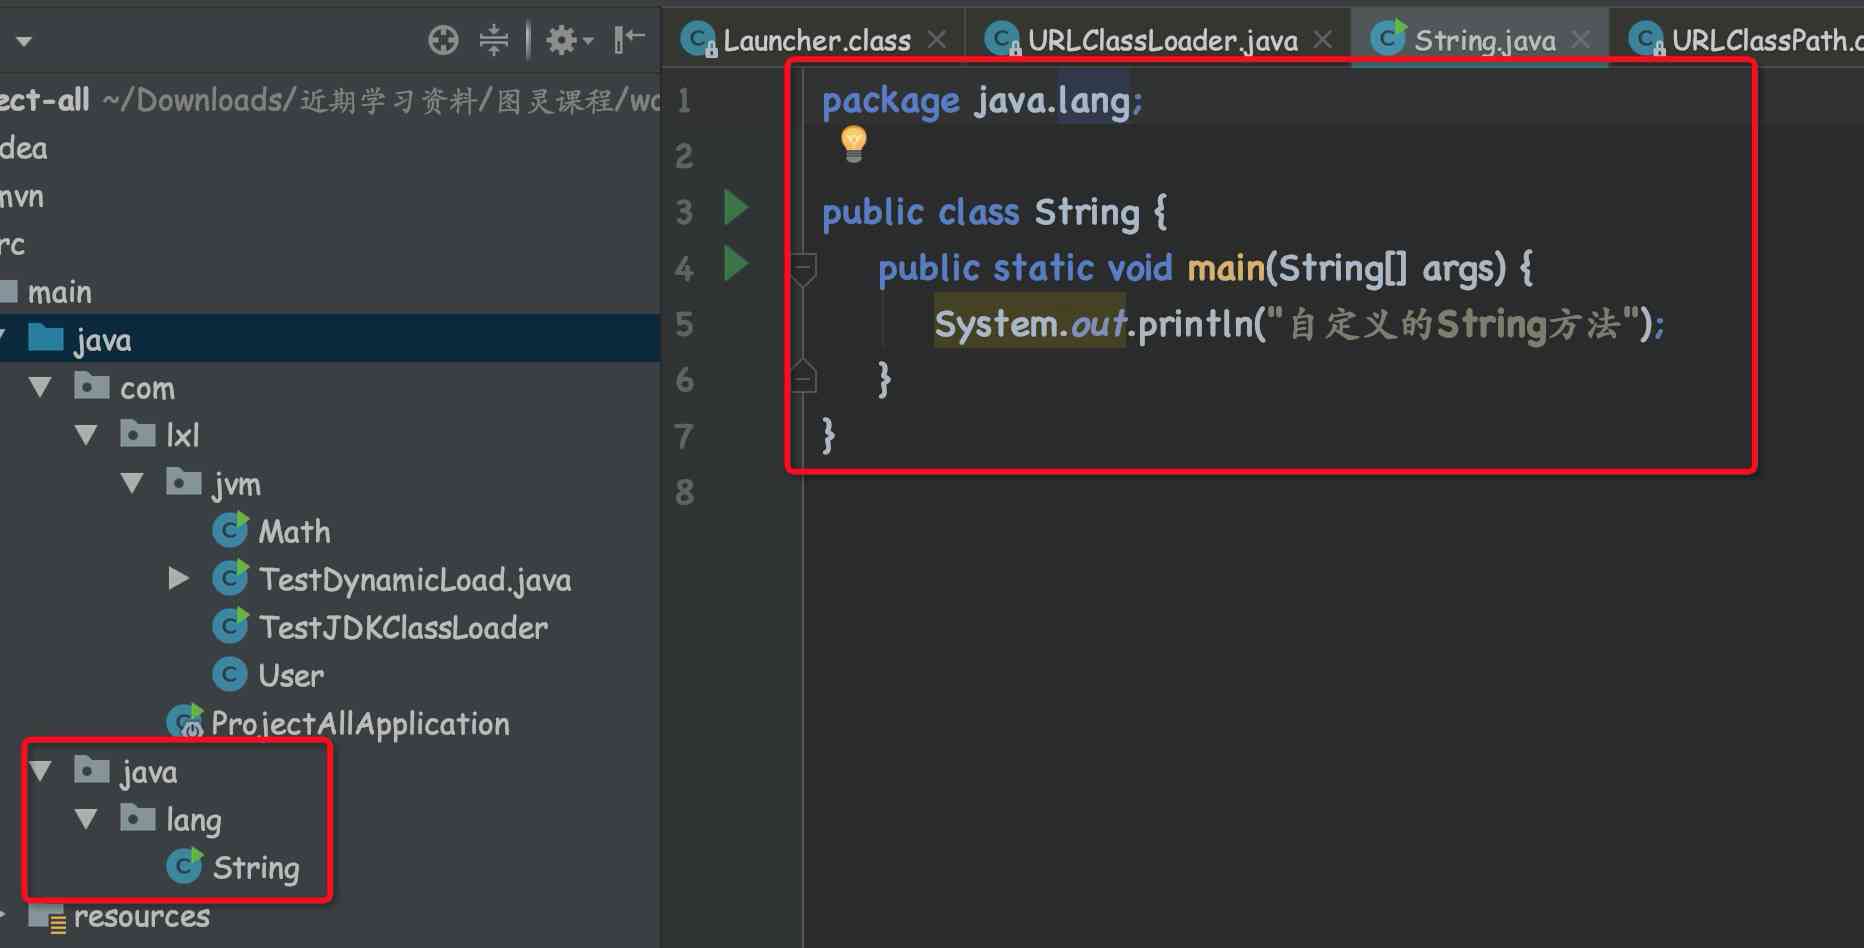 Launcher.class
URLClassLoader.java
String.java
URLClassPath.c
ect-all ~/Downloads/近期学习资料/图灵课程/wo
dea
mvn
rc
main
java
com
lxl
jvm
Math
TestDynamicLoad.java
TestJDKClassLoader
User
ProjectAllApplication
java
lang
String
resources
1 package java.lang;
2
3 public class String {
4 public static void main(String[] args) {
5 System.out.println("自定义的String方法");
6 }
7 }
8